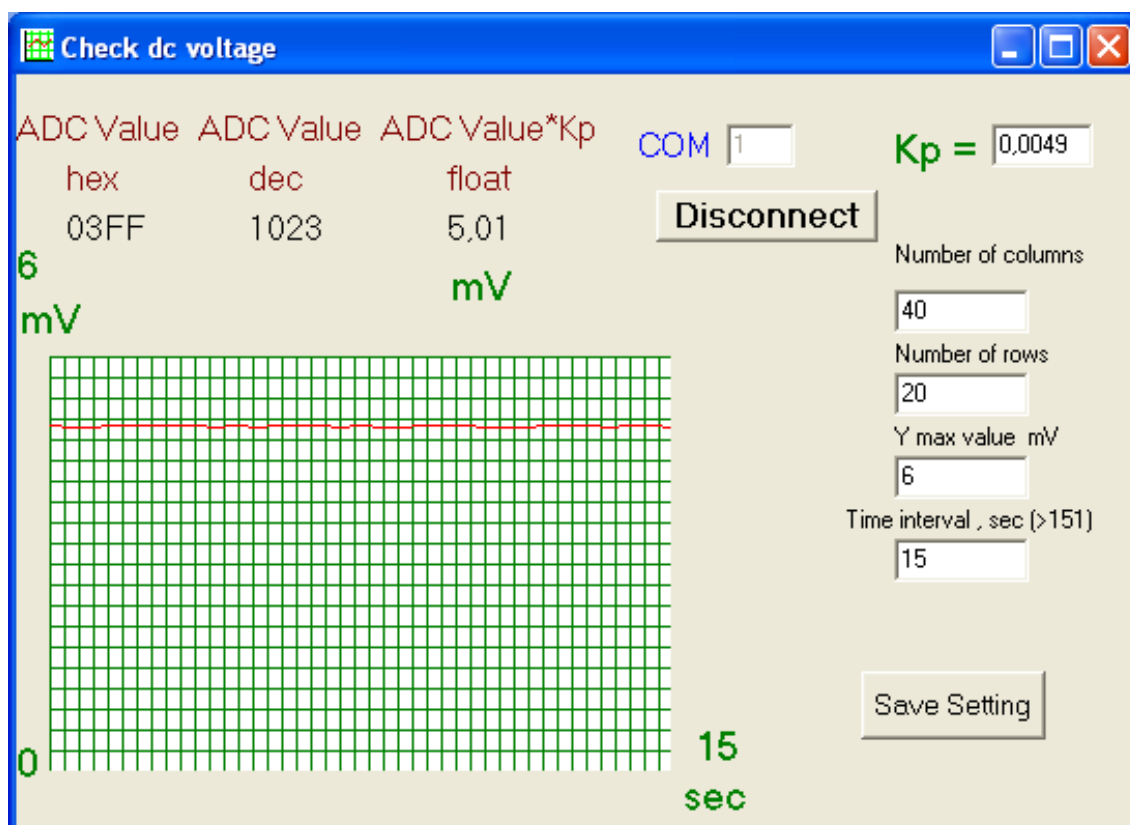 Check dc voltage
ADC Value ADC Value ADC Value*Kp
hex dec float
03FF 1023 5,01
mV
COM 1
Disconnect
Kp = 0,0049
Number of columns
40
Number of rows
20
Y max value mV
6
Time interval , sec (>151)
15
Save Setting
6
mV
0
15
sec